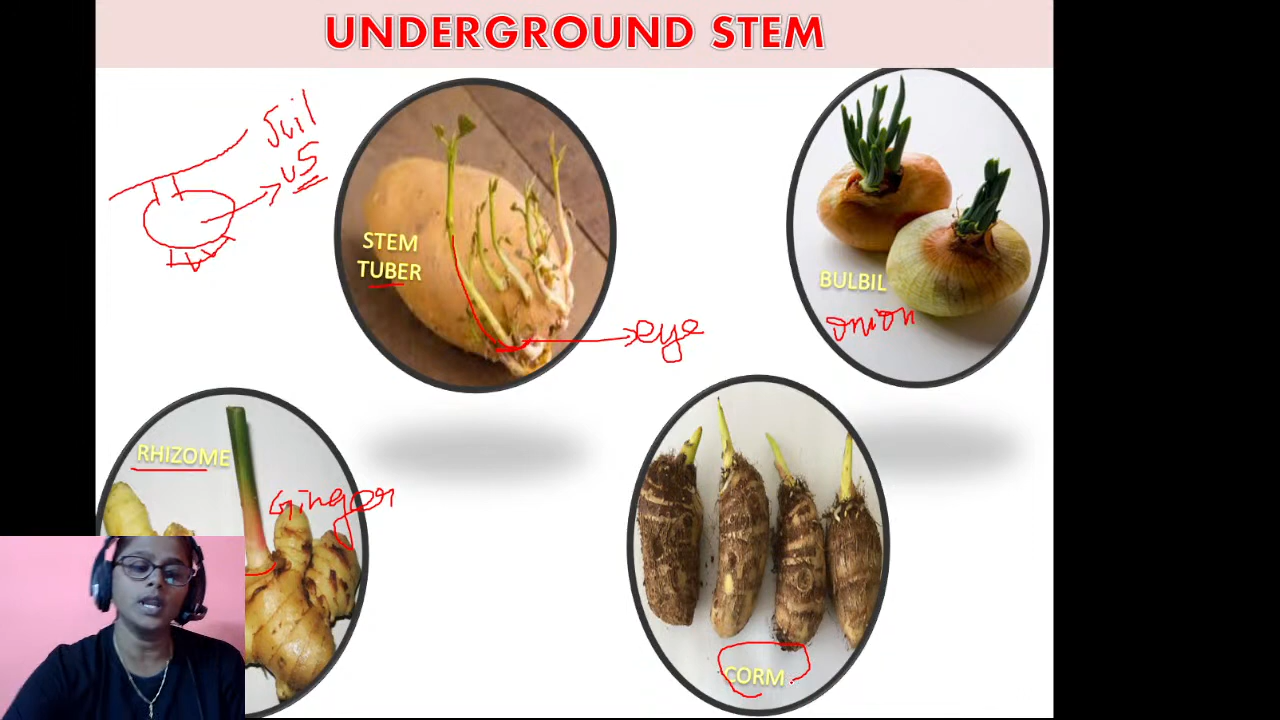 UNDERGROUND STEM
Soil
US
STEM
TUBER
eye
BULBIL
onion
RHIZOME
Ginger
CORM